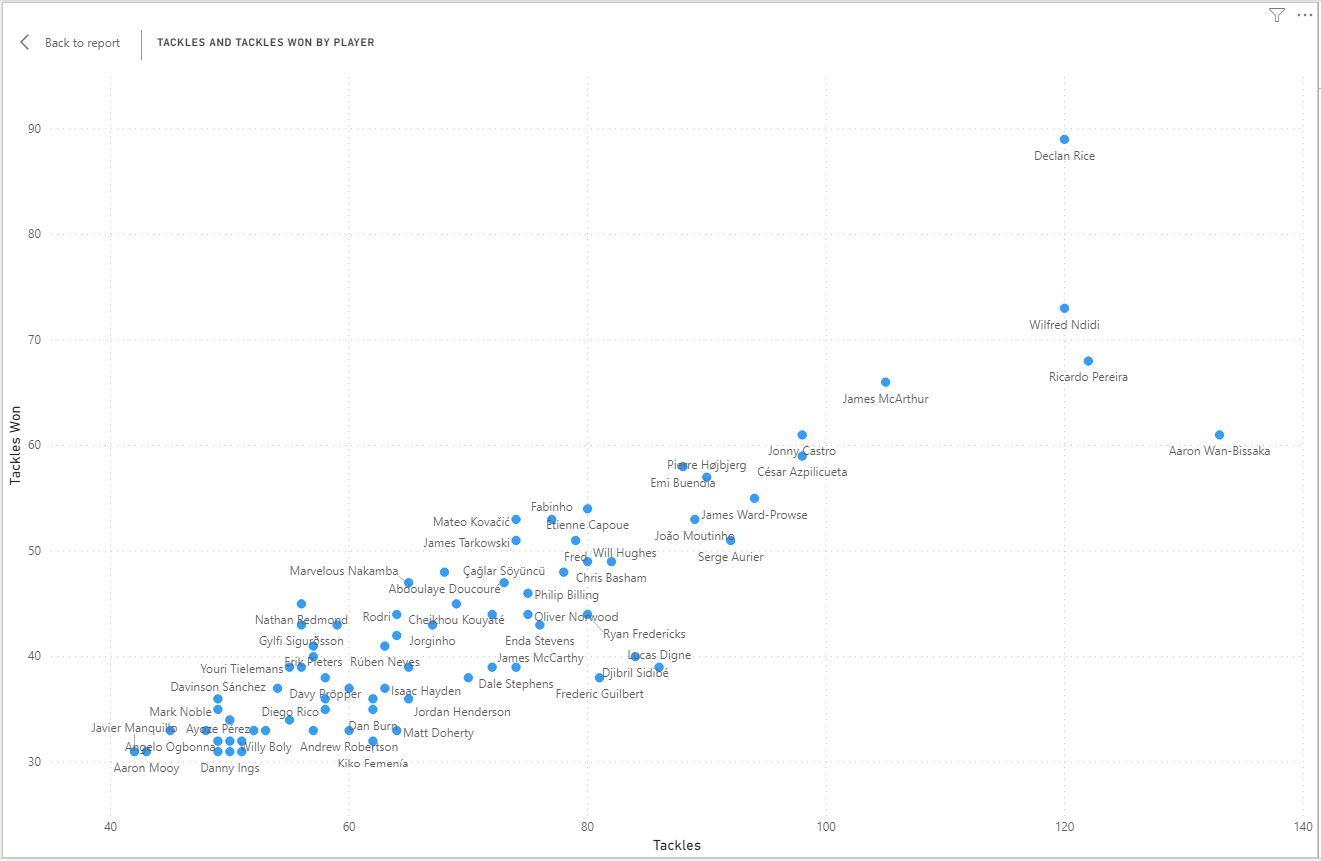 Back to report
TACKLES AND TACKLES WON BY PLAYER
90
Declan Rice
80
Wilfred Ndidi
70
Ricardo Pereira
James McArthur
Tackles Won
60
Jonny Castro
Aaron Wan-Bissaka
Pierre Højbjerg
César Azpilicueta
Emi Buendía
Fabinho
James Ward-Prowse
Mateo Kovačić
Etienne Capoue
João Moutinho
James Tarkowski
50
Fred
Will Hughes
Serge Aurier
Marvelous Nakamba
Çağlar Söyüncü
Chris Basham
Abdoulaye Doucouré
Philip Billing
Nathan Redmond
Rodri
Cheikhou Kouyaté
Oliver Norwood
Ryan Fredericks
Gylfi Sigurðsson
Jorginho
Enda Stevens
40
Erik Pieters
Rúben Neves
James McCarthy
Lucas Digne
Youri Tielemans
Djibril Sidibé
Davinson Sánchez
Davy Pröpper
Isaac Hayden
Dale Stephens
Frederic Guilbert
Mark Noble
Diego Rico
Jordan Henderson
Javier Manquillo
Ayoze Pérez
Dan Burn
Matt Doherty
Angelo Ogbonna
Willy Boly
Andrew Robertson
30
Aaron Mooy
Danny Ings
Kiko Femenía
40
60
80
100
120
140
Tackles